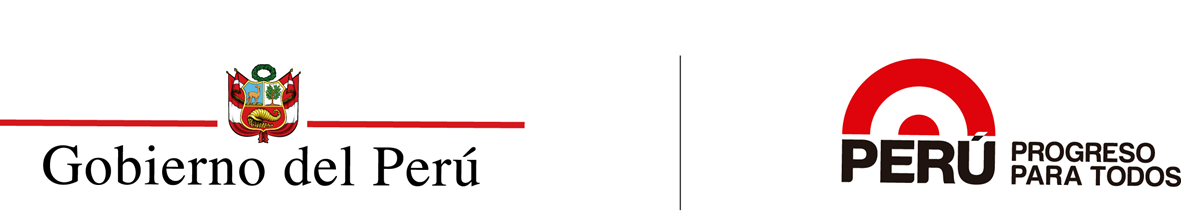 Gobierno del Perú
PERÚ
PROGRESO
PARA TODOS